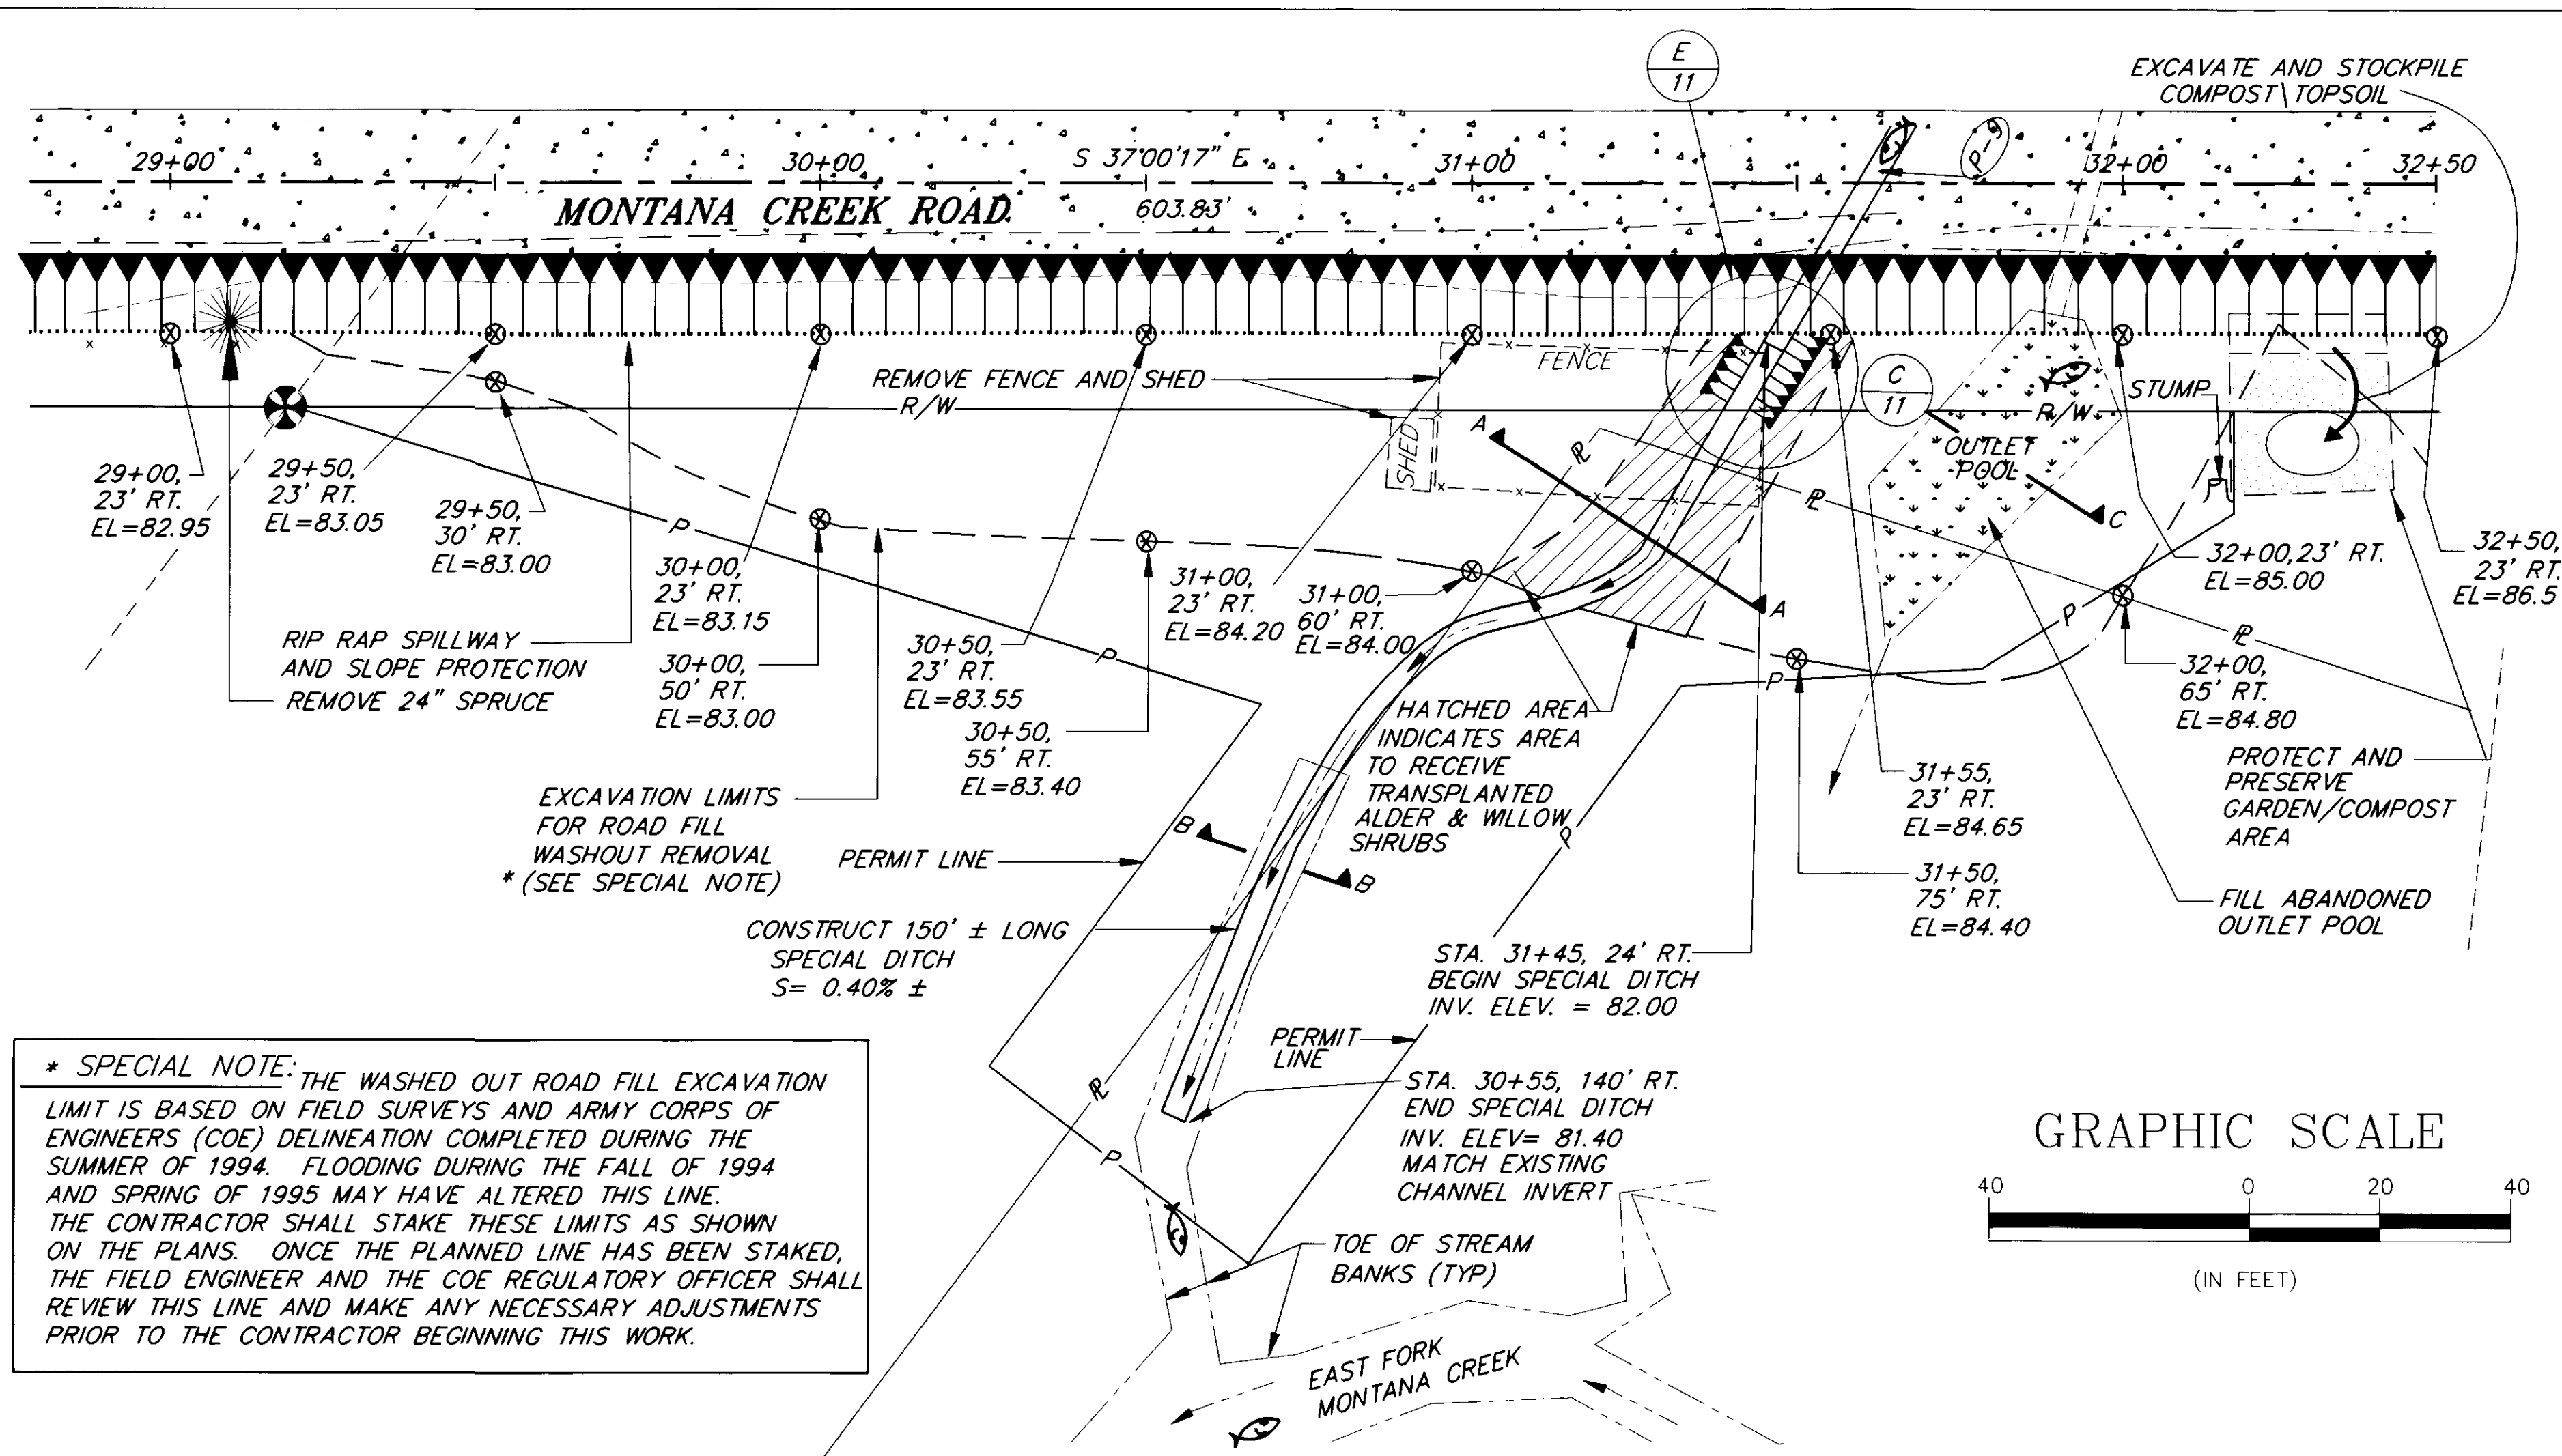 E
11
EXCAVATE AND STOCKPILE
COMPOST\TOPSOIL
29+00
30+00
S 37°00'17" E
31+00
P-9
32+00
32+50
MONTANA CREEK ROAD
603.83'
FENCE
REMOVE FENCE AND SHED
R/W
C
11
STUMP
R/W
SHED
A
OUTLET
POOL
C
A
29+00,
23' RT.
EL=82.95
29+50,
23' RT.
EL=83.05
29+50,
30' RT.
EL=83.00
30+00,
23' RT.
EL=83.15
30+00,
50' RT.
EL=83.00
30+50,
23' RT.
EL=83.55
30+50,
55' RT.
EL=83.40
31+00,
23' RT.
EL=84.20
31+00,
60' RT.
EL=84.00
32+00,23' RT.
EL=85.00
32+50,
23' RT.
EL=86.5
32+00,
65' RT.
EL=84.80
31+55,
23' RT.
EL=84.65
31+50,
75' RT.
EL=84.40
P
P
P
P
P
P
PL
PL
PL
PL
RIP RAP SPILLWAY
AND SLOPE PROTECTION
REMOVE 24" SPRUCE
EXCAVATION LIMITS
FOR ROAD FILL
WASHOUT REMOVAL
* (SEE SPECIAL NOTE)
PERMIT LINE
HATCHED AREA
INDICATES AREA
TO RECEIVE
TRANSPLANTED
ALDER & WILLOW
SHRUBS
B
B
PROTECT AND
PRESERVE
GARDEN/COMPOST
AREA
FILL ABANDONED
OUTLET POOL
CONSTRUCT 150' ± LONG
SPECIAL DITCH
S= 0.40% ±
STA. 31+45, 24' RT.
BEGIN SPECIAL DITCH
INV. ELEV. = 82.00
PERMIT
LINE
STA. 30+55, 140' RT.
END SPECIAL DITCH
INV. ELEV= 81.40
MATCH EXISTING
CHANNEL INVERT
TOE OF STREAM
BANKS (TYP)
EAST FORK
MONTANA CREEK
* SPECIAL NOTE: THE WASHED OUT ROAD FILL EXCAVATION
LIMIT IS BASED ON FIELD SURVEYS AND ARMY CORPS OF
ENGINEERS (COE) DELINEATION COMPLETED DURING THE
SUMMER OF 1994. FLOODING DURING THE FALL OF 1994
AND SPRING OF 1995 MAY HAVE ALTERED THIS LINE.
THE CONTRACTOR SHALL STAKE THESE LIMITS AS SHOWN
ON THE PLANS. ONCE THE PLANNED LINE HAS BEEN STAKED,
THE FIELD ENGINEER AND THE COE REGULATORY OFFICER SHALL
REVIEW THIS LINE AND MAKE ANY NECESSARY ADJUSTMENTS
PRIOR TO THE CONTRACTOR BEGINNING THIS WORK.
GRAPHIC SCALE
40 0 20 40
(IN FEET)